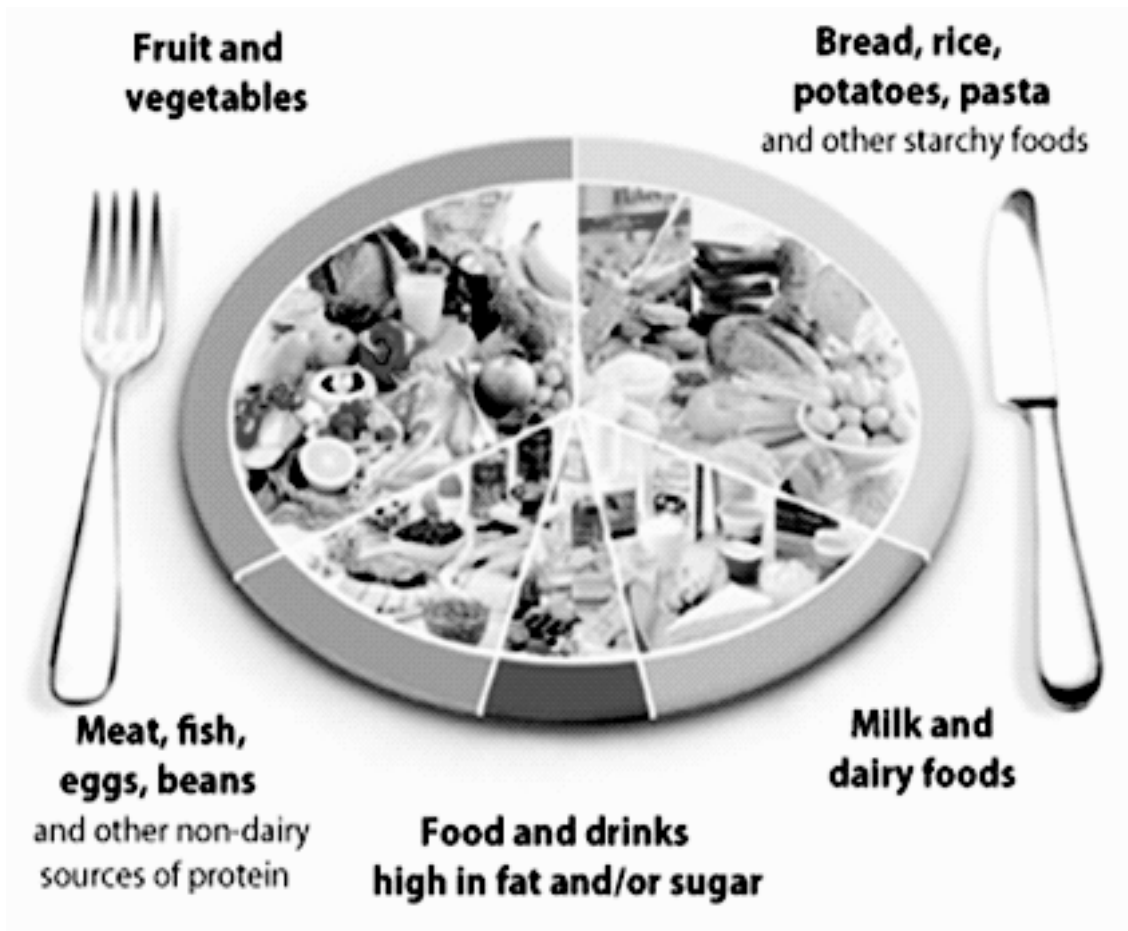 Fruit and
vegetables
Bread, rice,
potatoes, pasta
and other starchy foods
Meat, fish,
eggs, beans
and other non-dairy
sources of protein
Food and drinks
high in fat and/or sugar
Milk and
dairy foods